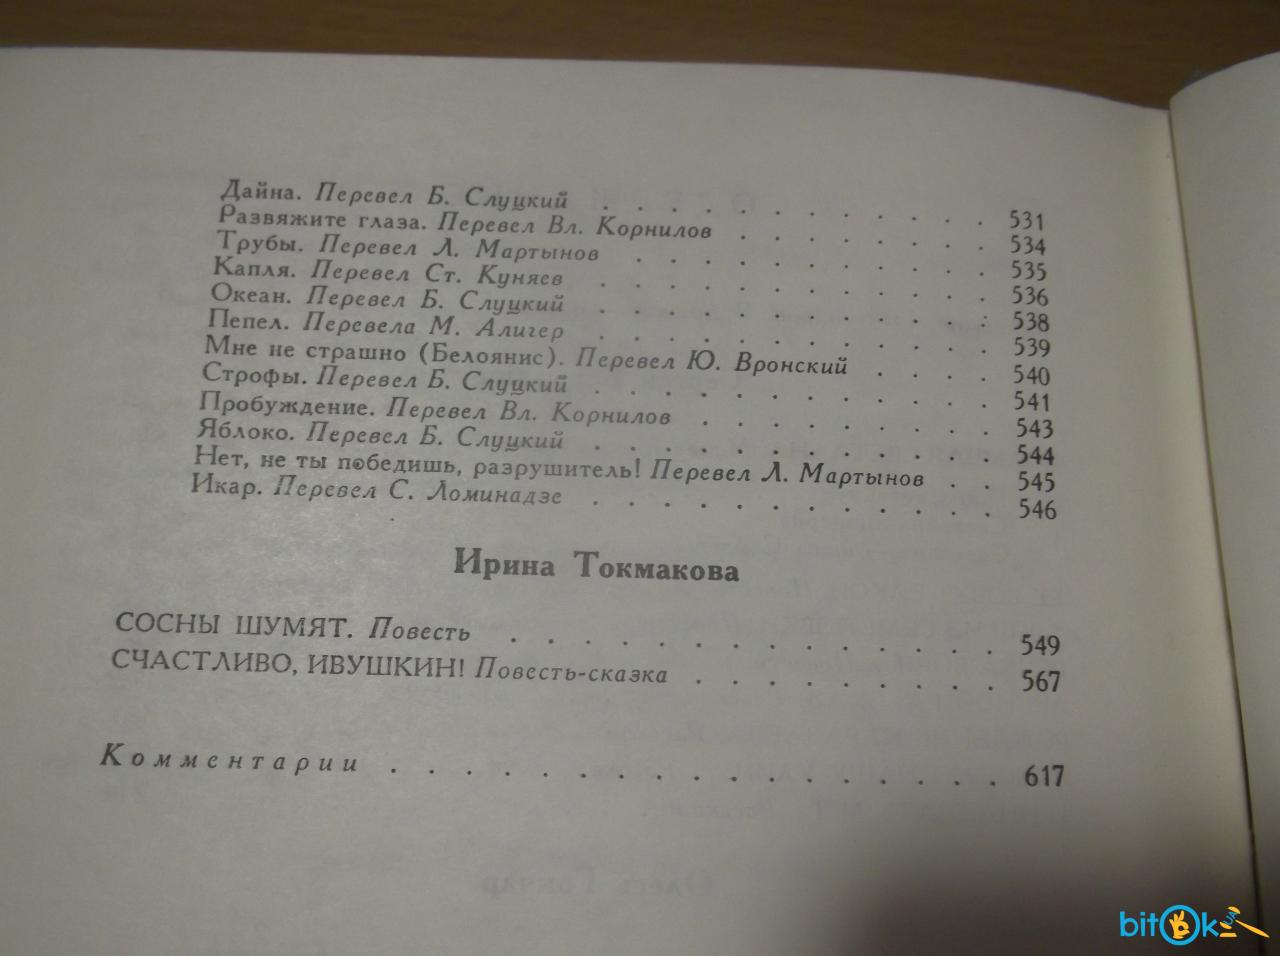 Дайна. Перевел Б. Слуцкий . . . . . . . . . . . . 531
Развяжите глаза. Перевел Вл. Корнилов . . . . . . . 534
Трубы. Перевел Л. Мартынов . . . . . . . . . . . 535
Капля. Перевел Ст. Куняев . . . . . . . . . . . . 536
Океан. Перевел Б. Слуцкий . . . . . . . . . . . . 538
Пепел. Перевела М. Алигер . . . . . . . . . . . . 539
Мне не страшно (Белоянис). Перевел Ю. Вронский . . . . 540
Строфы. Перевел Б. Слуцкий . . . . . . . . . . . . 541
Пробуждение. Перевел Вл. Корнилов . . . . . . . . . 543
Яблоко. Перевел Б. Слуцкий . . . . . . . . . . . . 544
Нет, не ты победишь, разрушитель! Перевел Л. Мартынов . . 545
Икар. Перевел С. Ломинадзе . . . . . . . . . . . . 546
Ирина Токмакова
СОСНЫ ШУМЯТ. Повесть . . . . . . . . . . . . . . 549
СЧАСТЛИВО, ИВУШКИН! Повесть-сказка . . . . . . . . . 567
Комментарии . . . . . . . . . . . . . . . . 617
Олесь Гончар
bitOk UA